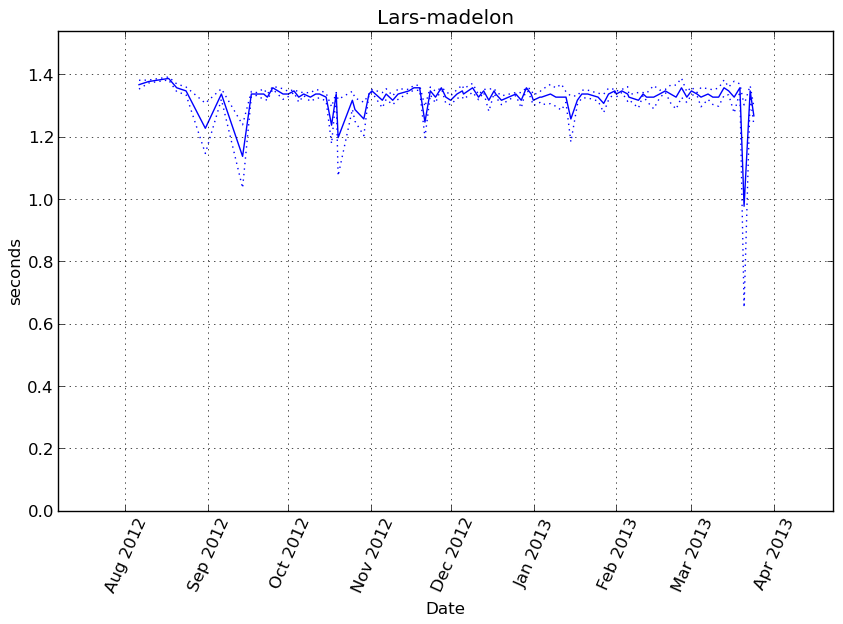 Lars-madelon
1.4
1.2
1.0
0.8
0.6
0.4
0.2
0.0
seconds
Aug 2012
Sep 2012
Oct 2012
Nov 2012
Dec 2012
Jan 2013
Feb 2013
Mar 2013
Apr 2013
Date